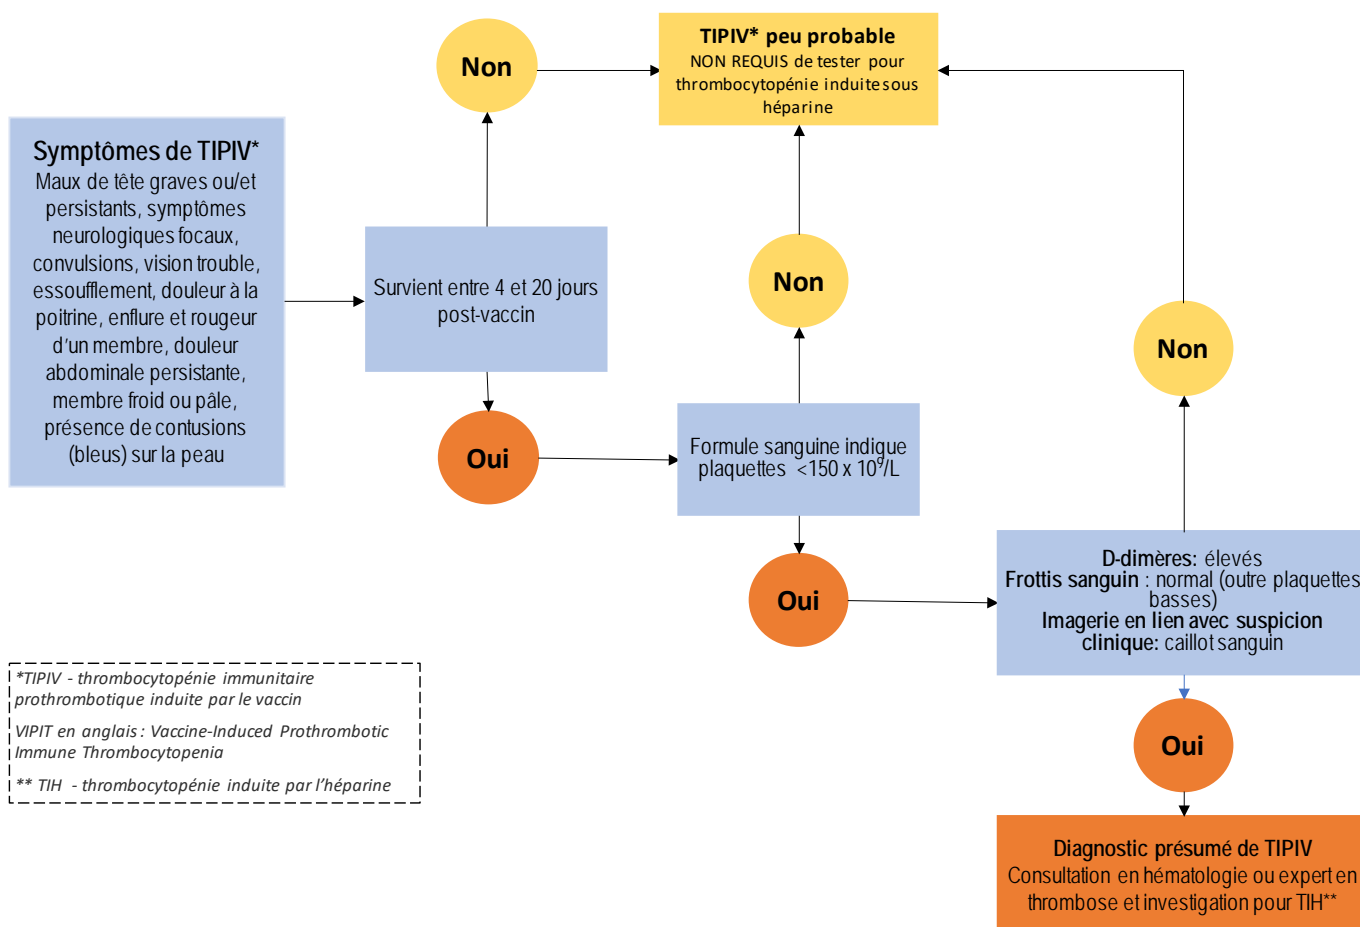 Non
TIPIV* peu probable
NON REQUIS de tester pour
thrombocytopénie induite sous
héparine
Symptômes de TIPIV*
Maux de tête graves ou/et
persistants, symptômes
neurologiques focaux,
convulsions, vision trouble,
essoufflement, douleur à la
poitrine, enflure et rougeur
d'un membre, douleur
abdominale persistante,
membre froid ou pâle,
présence de contusions
(bleus) sur la peau
Survient entre 4 et 20 jours
post-vaccin
Non
Non
Oui
Formule sanguine indique
plaquettes <150 x 10⁹/L
Oui
D-dimères: élevés
Frottis sanguin : normal (outre plaquettes
basses)
Imagerie en lien avec suspicion
clinique: caillot sanguin
*TIPIV - thrombocytopénie immunitaire
prothrombotique induite par le vaccin
VIPIT en anglais : Vaccine-Induced Prothrombotic
Immune Thrombocytopenia
** TIH - thrombocytopénie induite par l'héparine
Oui
Diagnostic présumé de TIPIV
Consultation en hématologie ou expert en
thrombose et investigation pour TIH**